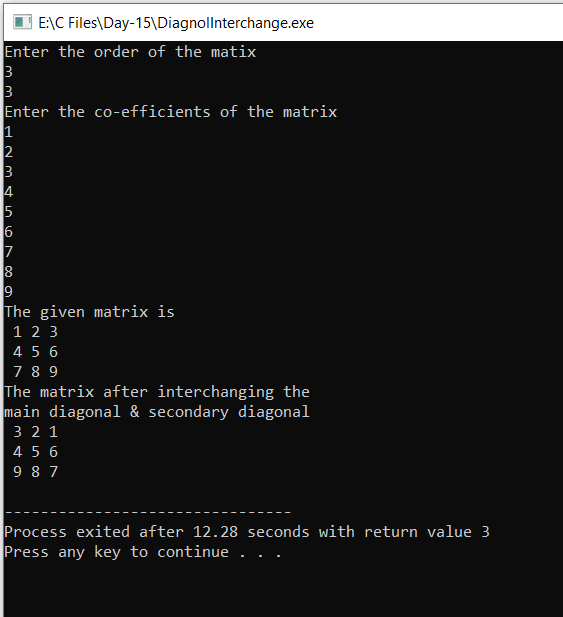 E:\C Files\Day-15\DiagnolInterchange.exe
Enter the order of the matix
3
3
Enter the co-efficients of the matrix
1
2
3
4
5
6
7
8
9
The given matrix is
1 2 3
4 5 6
7 8 9
The matrix after interchanging the
main diagonal & secondary diagonal
3 2 1
4 5 6
9 8 7
--------------------------------
Process exited after 12.28 seconds with return value 3
Press any key to continue . . .